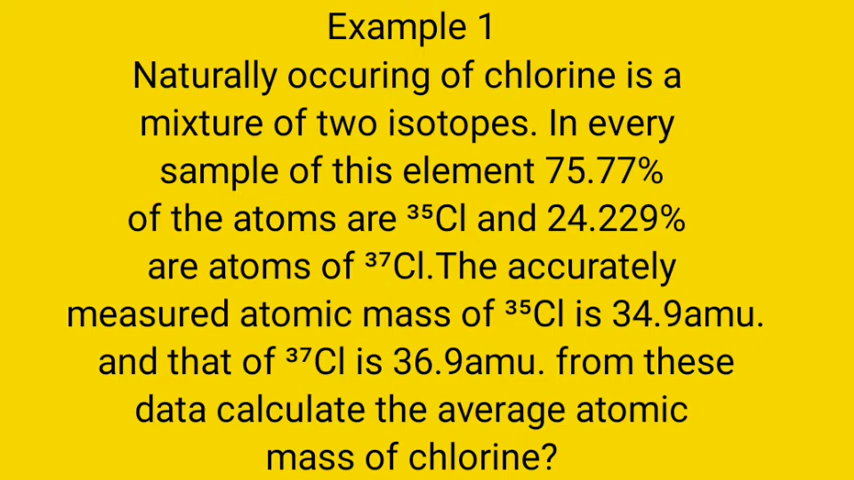 Example 1
Naturally occuring of chlorine is a
mixture of two isotopes. In every
sample of this element 75.77%
of the atoms are ³⁵Cl and 24.229%
are atoms of ³⁷Cl.The accurately
measured atomic mass of ³⁵Cl is 34.9amu.
and that of ³⁷Cl is 36.9amu. from these
data calculate the average atomic
mass of chlorine?